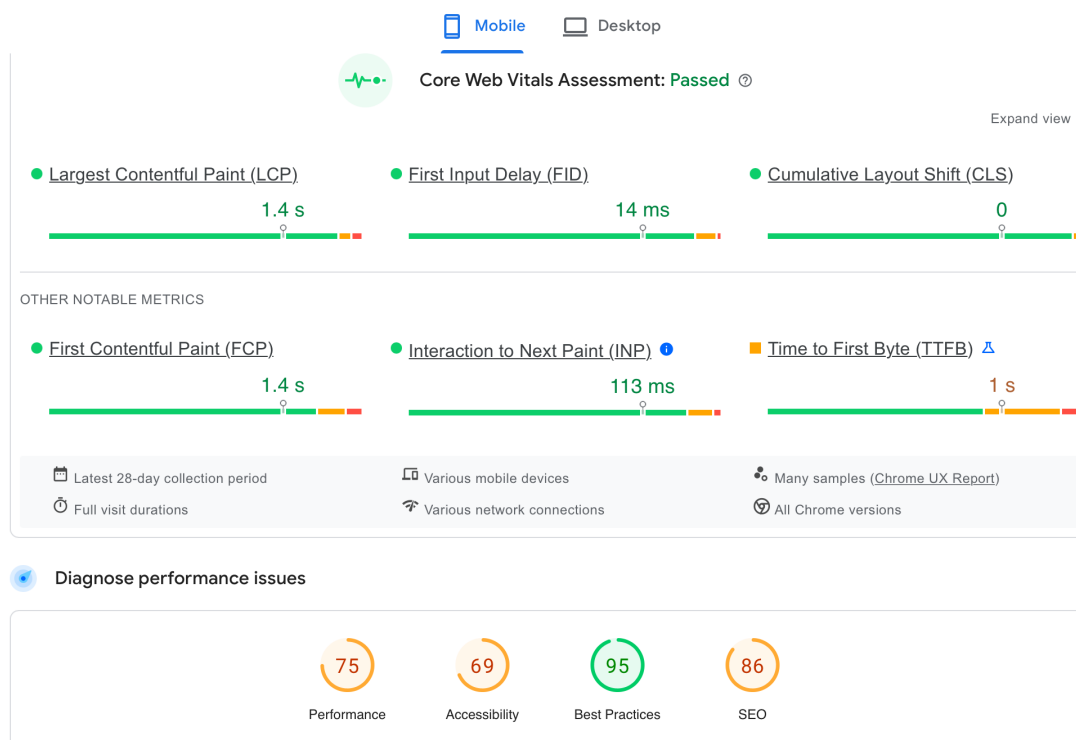 Mobile Desktop
Core Web Vitals Assessment: Passed
Expand view
Largest Contentful Paint (LCP) First Input Delay (FID) Cumulative Layout Shift (CLS)
1.4 s 14 ms 0
OTHER NOTABLE METRICS
First Contentful Paint (FCP) Interaction to Next Paint (INP) Time to First Byte (TTFB)
1.4 s 113 ms 1 s
Latest 28-day collection period Various mobile devices Many samples (Chrome UX Report)
Full visit durations Various network connections All Chrome versions
Diagnose performance issues
75 69 95 86
Performance Accessibility Best Practices SEO